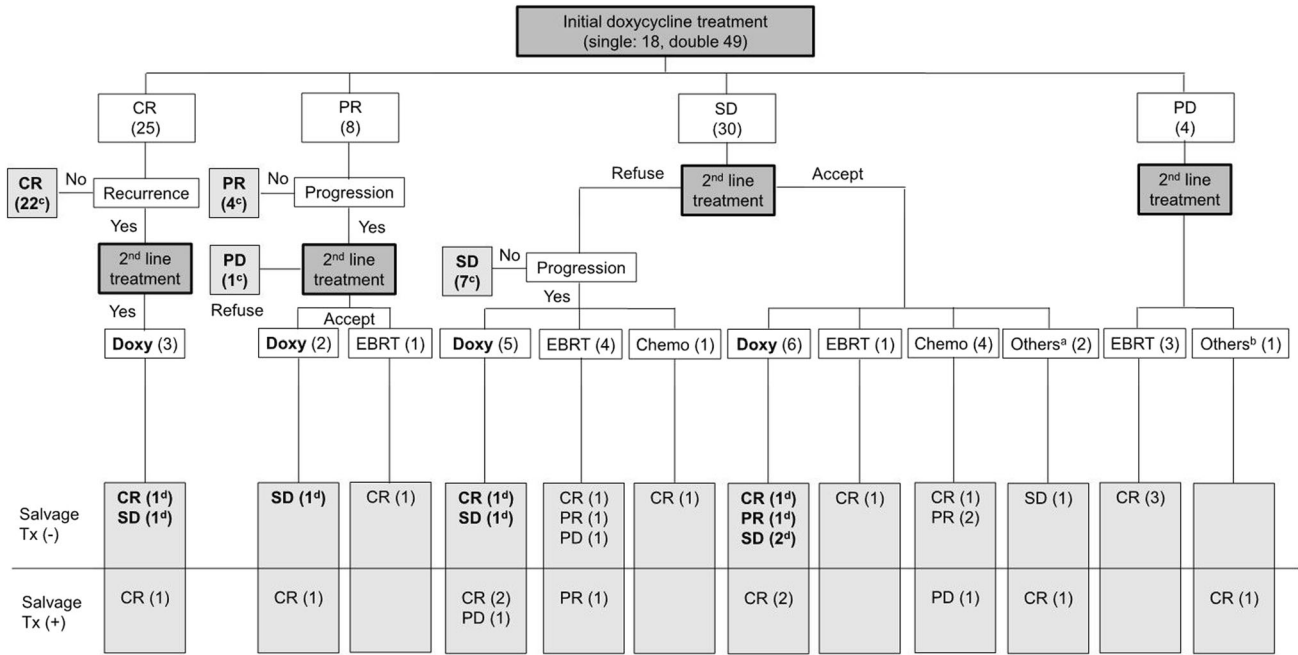 Initial doxycycline treatment
(single: 18, double 49)
CR
(25)
PR
(8)
SD
(30)
PD
(4)
CR
(22ᶜ)
No
Recurrence
PR
(4ᶜ)
No
Progression
Refuse
2ⁿᵈ line
treatment
Accept
2ⁿᵈ line
treatment
Yes
Yes
2ⁿᵈ line
treatment
PD
(1ᶜ)
2ⁿᵈ line
treatment
SD
(7ᶜ)
No
Progression
Yes
Refuse
Accept
Yes
Doxy (3)
Doxy (2)
EBRT (1)
Doxy (5)
EBRT (4)
Chemo (1)
Doxy (6)
EBRT (1)
Chemo (4)
Othersᵃ (2)
EBRT (3)
Othersᵇ (1)
Salvage
Tx (-)
CR (1ᵈ)
SD (1ᵈ)
SD (1ᵈ)
CR (1)
CR (1ᵈ)
SD (1ᵈ)
CR (1)
PR (1)
PD (1)
CR (1)
CR (1ᵈ)
PR (1ᵈ)
SD (2ᵈ)
CR (1)
CR (1)
PR (2)
SD (1)
CR (3)
Salvage
Tx (+)
CR (1)
CR (1)
CR (2)
PD (1)
PR (1)
CR (2)
PD (1)
CR (1)
CR (1)